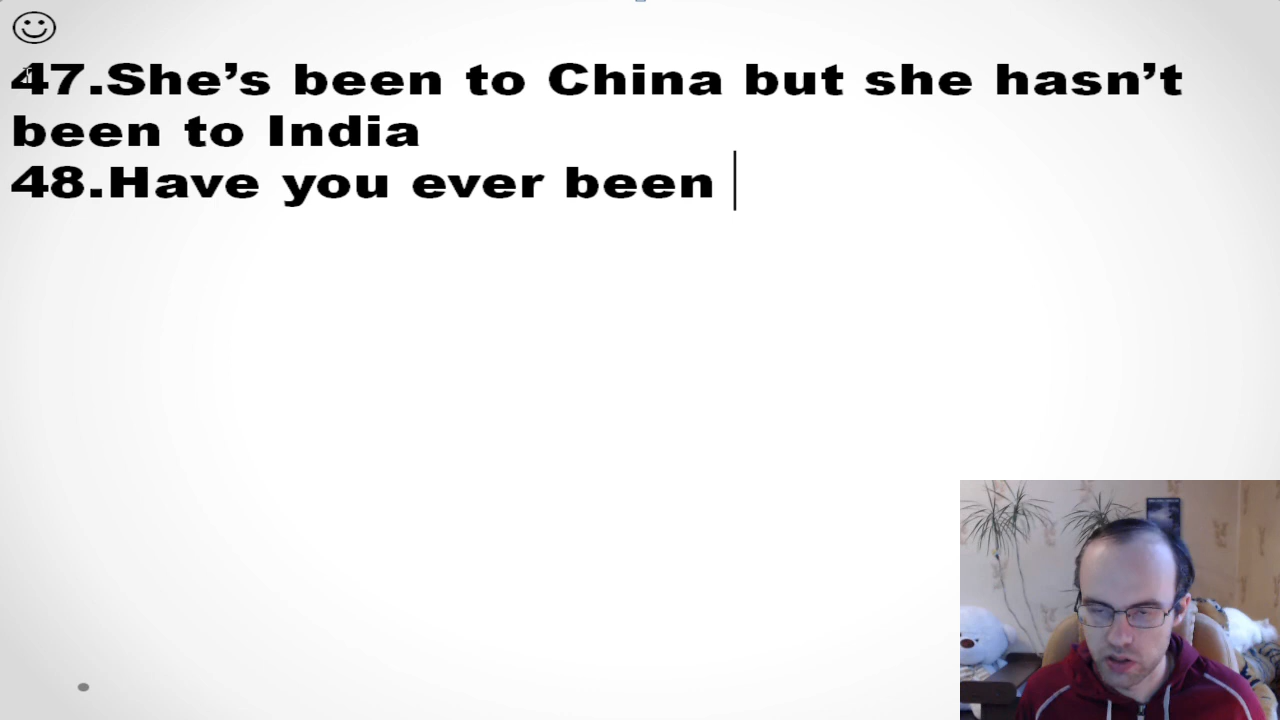 47.She’s been to China but she hasn’t
been to India
48.Have you ever been